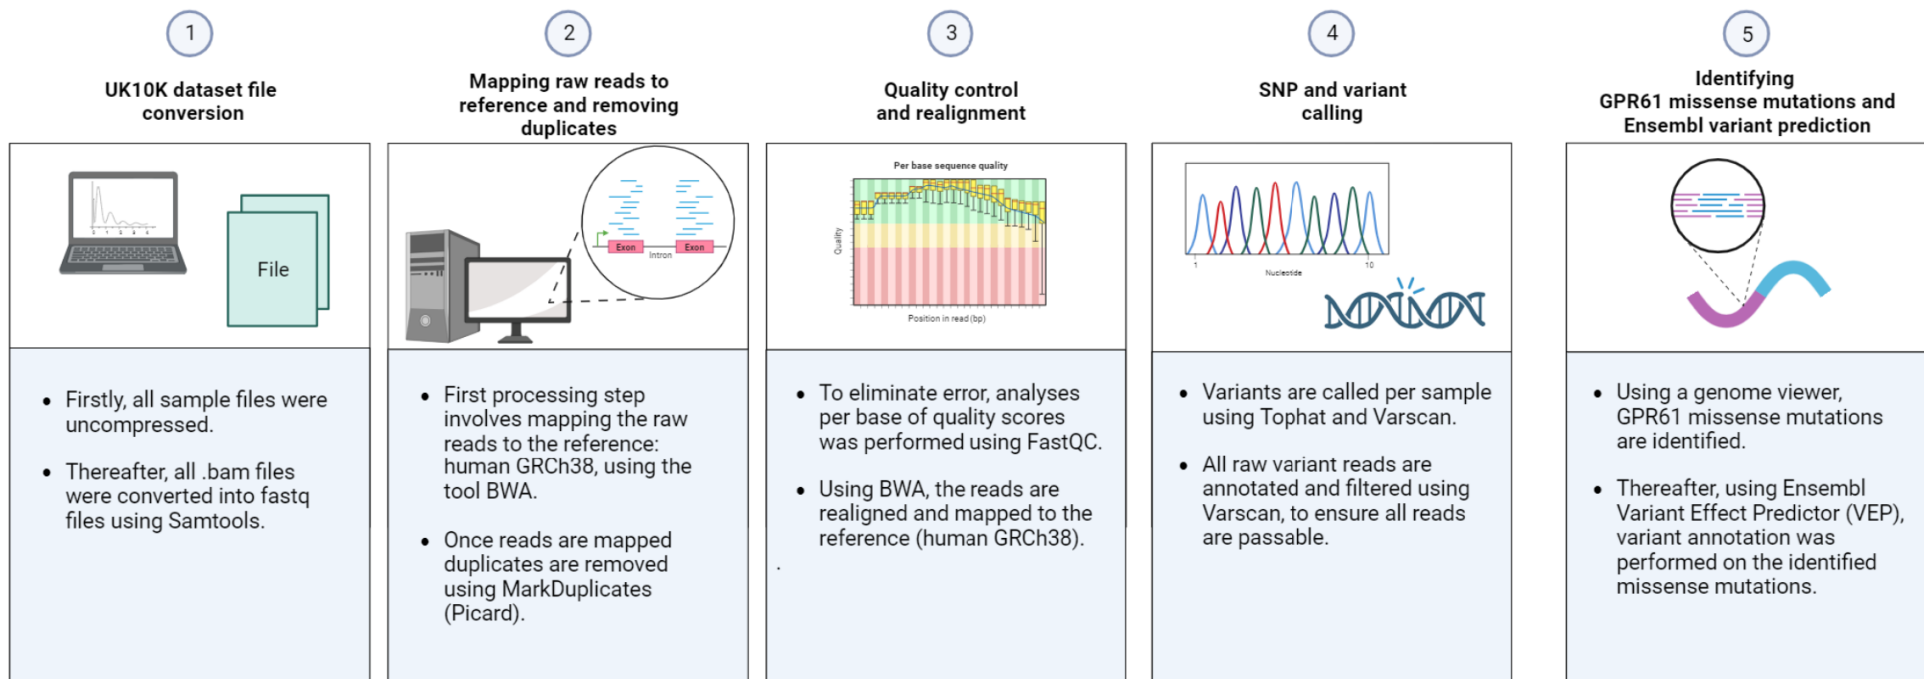 1
UK10K dataset file
conversion
File
Firstly, all sample files were
uncompressed.
Thereafter, all .bam files
were converted into fastq
files using Samtools.
2
Mapping raw reads to
reference and removing
duplicates
Exon
Intron
Exon
First processing step
involves mapping the raw
reads to the reference:
human GRCh38, using the
tool BWA.
Once reads are mapped
duplicates are removed
using MarkDuplicates
(Picard).
3
Quality control
and realignment
Per base sequence quality
Quality
Position in read (bp)
To eliminate error, analyses
per base of quality scores
was performed using FastQC.
Using BWA, the reads are
realigned and mapped to the
reference (human GRCh38).
.
4
SNP and variant
calling
1
10
Nucleotide
Variants are called per sample
using Tophat and Varscan.
All raw variant reads are
annotated and filtered using
Varscan, to ensure all reads
are passable.
5
Identifying
GPR61 missense mutations and
Ensembl variant prediction
Using a genome viewer,
GPR61 missense mutations
are identified.
Thereafter, using Ensembl
Variant Effect Predictor (VEP),
variant annotation was
performed on the identified
missense mutations.